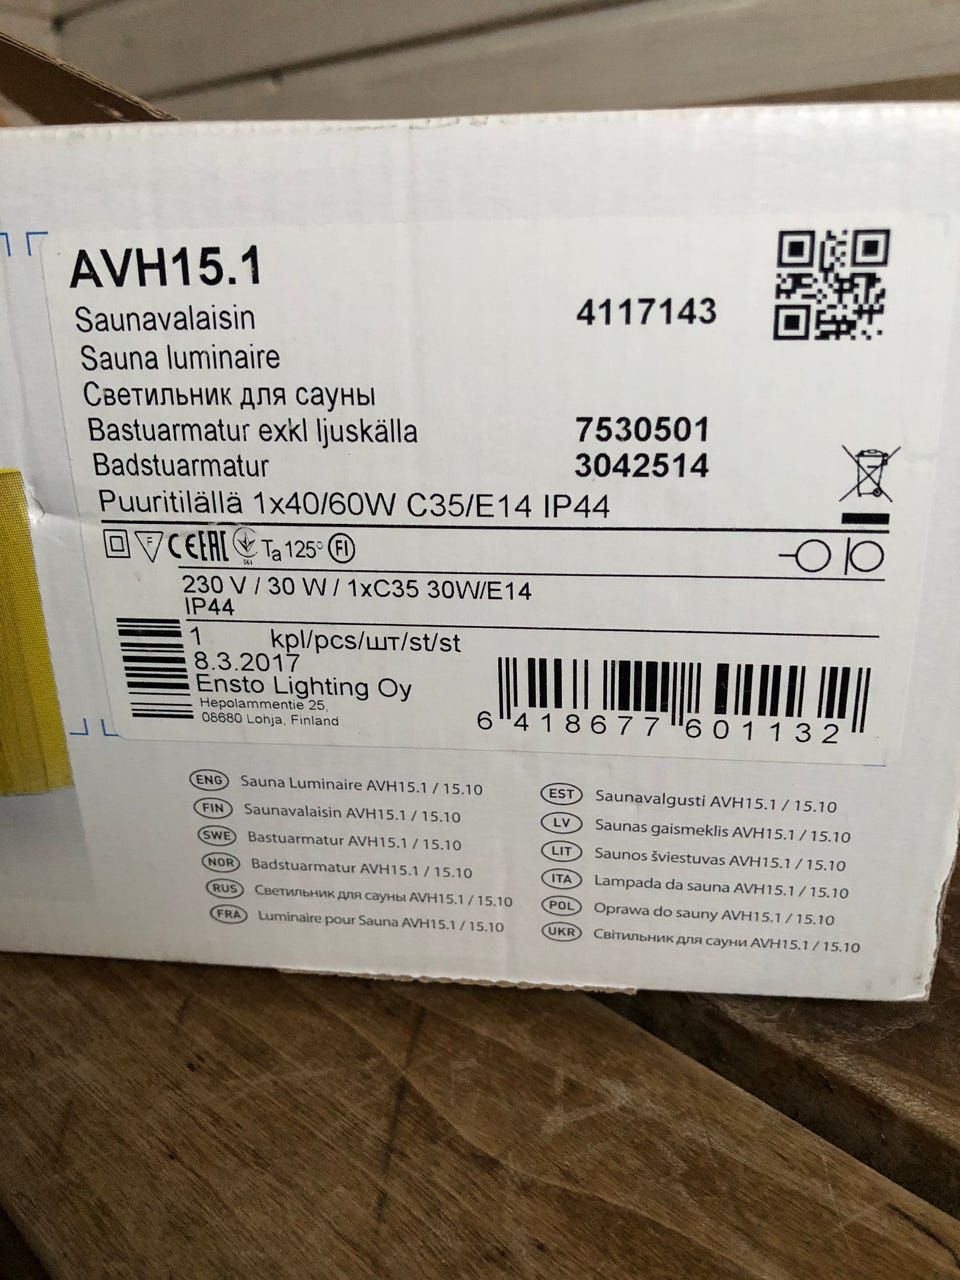 AVH15.1
Saunavalaisin 4117143
Sauna luminaire
Светильник для сауны
Bastuarmatur exkl ljuskälla 7530501
Badstuarmatur 3042514
Puuritilällä 1x40/60W C35/E14 IP44
F CE EAC Ta 125° FI
230 V / 30 W / 1xC35 30W/E14
IP44
1 kpl/pcs/шт/st/st
8.3.2017
Ensto Lighting Oy
Hepolammentie 25,
08680 Lohja, Finland
6 418677 601132
ENG Sauna Luminaire AVH15.1 / 15.10
FIN Saunavalaisin AVH15.1 / 15.10
SWE Bastuarmatur AVH15.1 / 15.10
NOR Badstuarmatur AVH15.1 / 15.10
RUS Светильник для сауны AVH15.1 / 15.10
FRA Luminaire pour Sauna AVH15.1 / 15.10
EST Saunavalgusti AVH15.1 / 15.10
LV Saunas gaismeklis AVH15.1 / 15.10
LIT Saunos šviestuvas AVH15.1 / 15.10
ITA Lampada da sauna AVH15.1 / 15.10
POL Oprawa do sauny AVH15.1 / 15.10
UKR Світильник для сауни AVH15.1 / 15.10